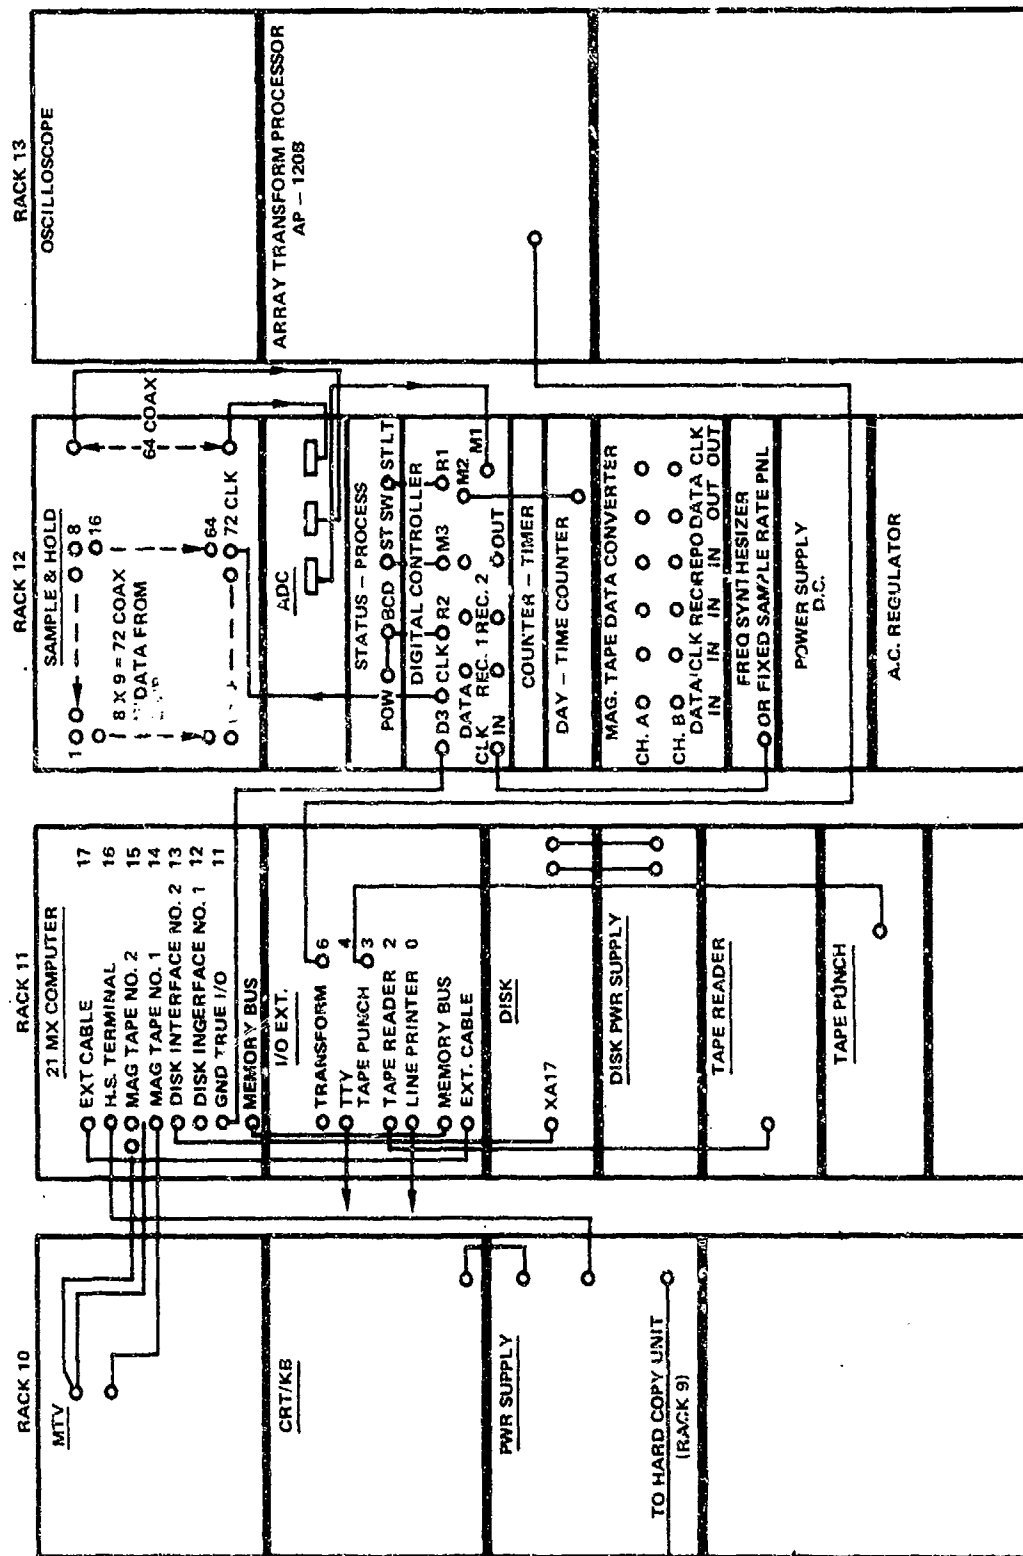 RACK 10
MTV
CRT/KB
PWR SUPPLY
TO HARD COPY UNIT
(RACK 9)
RACK 11
21 MX COMPUTER
EXT CABLE 17
H.S. TERMINAL 16
MAG TAPE NO. 2 15
MAG TAPE NO. 1 14
DISK INTERFACE NO. 2 13
DISK INGERFACE NO. 1 12
GND TRUE I/O 11
MEMORY BUS
I/O EXT.
TRANSFORM 6
TTY 4
TAPE PUNCH 3
TAPE READER 2
LINE PRINTER 0
MEMORY BUS
EXT. CABLE
DISK
XA17
DISK PWR SUPPLY
TAPE READER
TAPE PUNCH
RACK 12
SAMPLE & HOLD
1 8
1 16
8 X 9 = 72 COAX
DATA FROM
64
72 CLK
64 COAX
ADC
STATUS – PROCESS
POW BCD ST SW ST LT
DIGITAL CONTROLLER
D3 CLK R2 M3 R1
DATA M2 M1
CLK REC. 1 REC. 2
IN OUT
COUNTER – TIMER
DAY – TIME COUNTER
MAG. TAPE DATA CONVERTER
CH. A
CH. B
DATA CLK REC REPO DATA CLK
IN IN IN IN OUT OUT
FREQ SYNTHESIZER
OR FIXED SAMPLE RATE PNL
POWER SUPPLY
D.C.
A.C. REGULATOR
RACK 13
OSCILLOSCOPE
ARRAY TRANSFORM PROCESSOR
AP – 120B